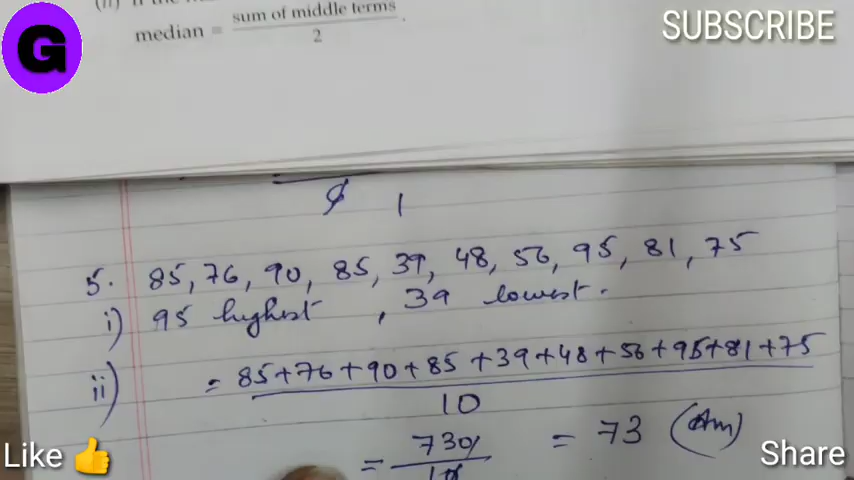 G
SUBSCRIBE
median = sum of middle terms / 2 .
1
5. 85, 76, 90, 85, 39, 48, 56, 95, 81, 75
i) 95 highest , 39 lowest.
ii) = 85+76+90+85+39+48+56+95+81+75 / 10
= 730 / 10 = 73 (Ans)
Like 👍
Share